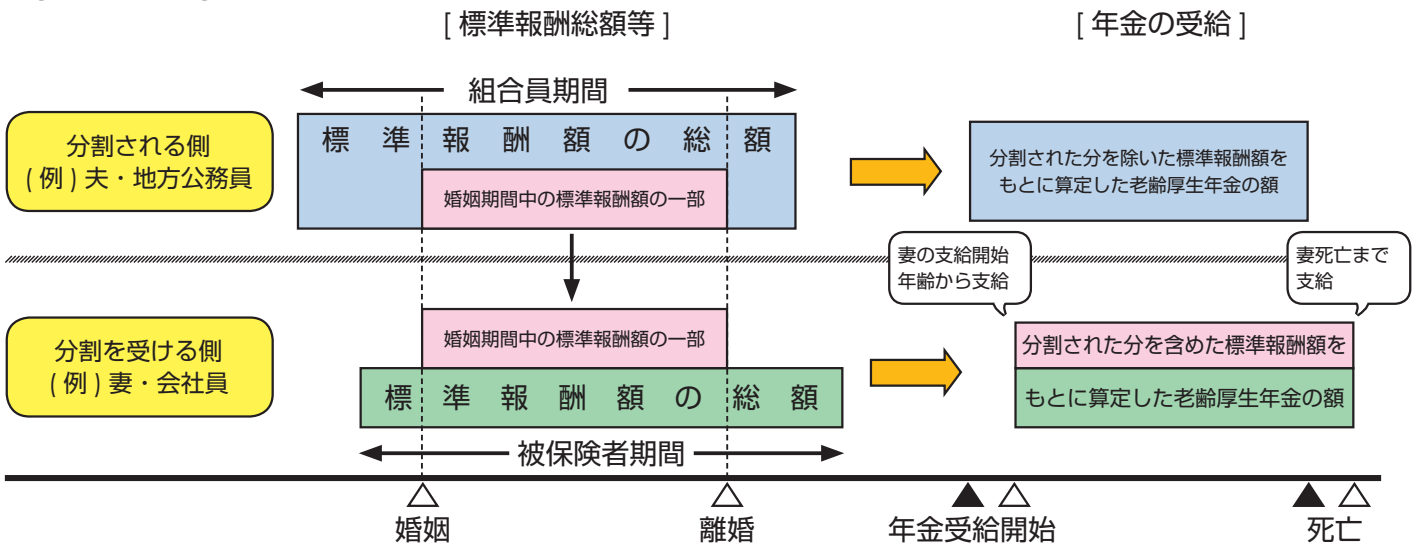 [ 標準報酬総額等 ]
[ 年金の受給 ]
組合員期間
分割される側
( 例 ) 夫・地方公務員
標準報酬額の総額
婚姻期間中の標準報酬額の一部
分割された分を除いた標準報酬額を
もとに算定した老齢厚生年金の額
妻の支給開始
年齢から支給
妻死亡まで
支給
分割を受ける側
( 例 ) 妻・会社員
婚姻期間中の標準報酬額の一部
標準報酬額の総額
分割された分を含めた標準報酬額を
もとに算定した老齢厚生年金の額
被保険者期間
婚姻
離婚
年金受給開始
死亡